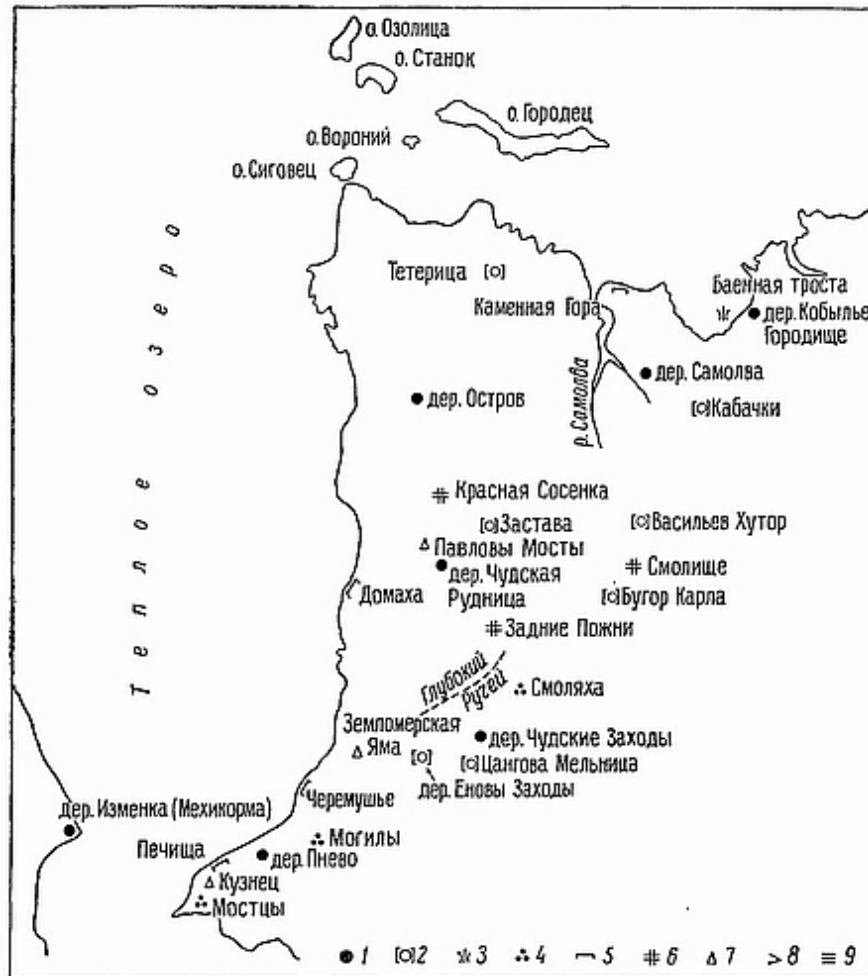 о. Озолица
о. Станок
о. Городец
о. Вороний
о. Сиговец
Теплое озеро
Тетерица
Каменная Гора
Баенная троста
дер. Кобылье
Городище
р. Самолва
дер. Самолва
Кабачки
дер. Остров
Красная Сосенка
Застава
Васильев Хутор
Павловы Мосты
дер. Чудская
Рудница
Смолище
Домаха
Бугор Карла
Задние Пожни
Глубокий
Ручей
Смоляха
Земломерская
Яма
дер. Чудские Заходы
Цангова Мельница
дер. Еновы Заходы
Черемушье
дер. Изменка (Мехикорма)
Могилы
Печища
дер. Пнево
Кузнец
Мостцы
1 2 3 4 5 6 7 8 9